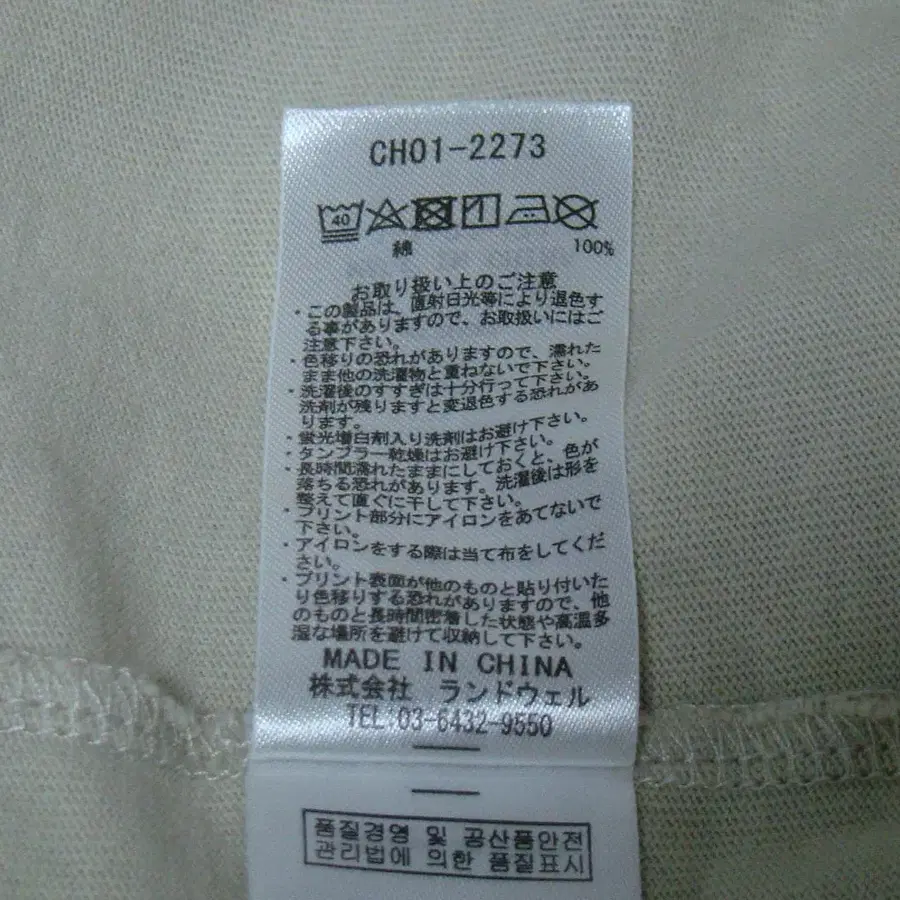 CH01-2273
40
綿 100%
お取り扱い上のご注意
・この製品は、直射日光等により退色す
る事がありますので、お取扱いにはご
注意下さい。
・色移りの恐れがありますので、濡れた
まま他の洗濯物と重ねないで下さい。
・洗濯後のすすぎは十分行って下さい。
洗剤が残りますと変退色する恐れがあ
ります。
・蛍光増白剤入り洗剤はお避け下さい。
・タンブラー乾燥はお避け下さい。
・長時間濡れたままにしておくと、色が
落ちる恐れがあります。洗濯後は形を
整えて直ぐに干して下さい。
・プリント部分にアイロンをあてないで
下さい。
・アイロンをする際は当て布をしてくだ
さい。
・プリント表面が他のものと貼り付いた
り色移りする恐れがありますので、他
のものと長時間密着した状態や高温多
湿な場所を避けて収納して下さい。
MADE IN CHINA
株式会社 ランドウェル
TEL:03-6432-9550
품질경영 및 공산품안전
관리법에 의한 품질표시